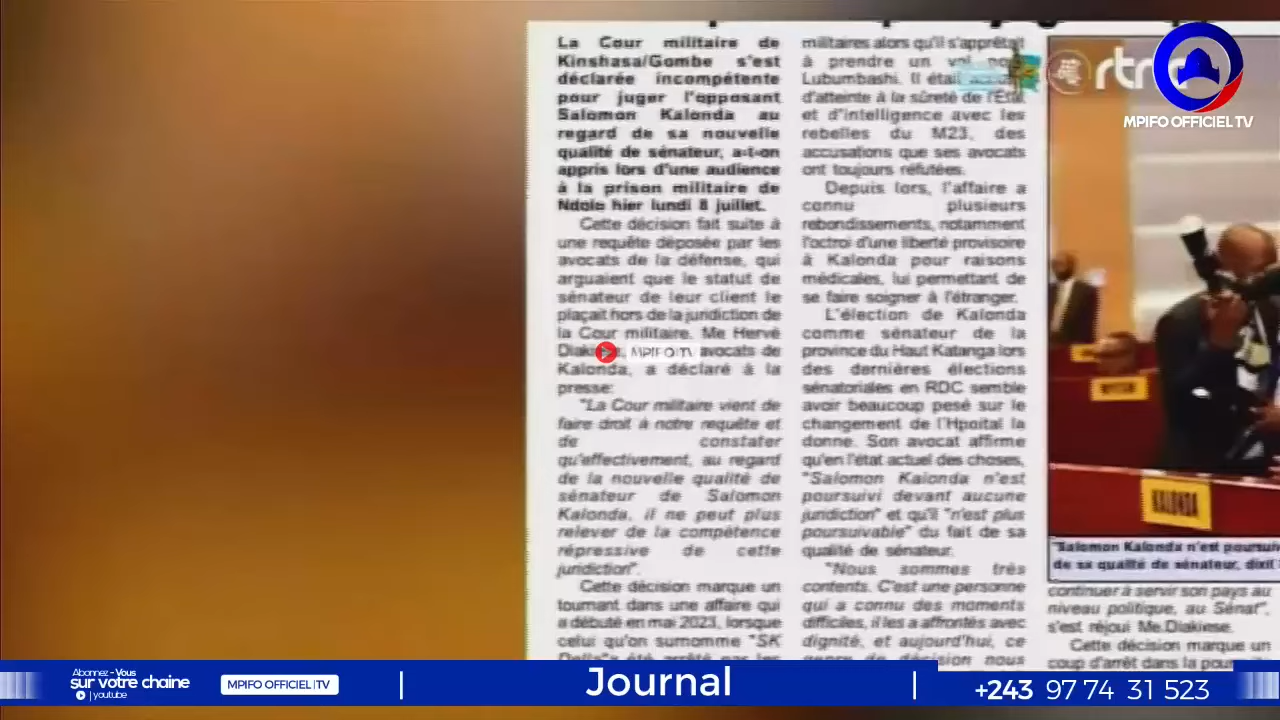 La Cour militaire de
Kinshasa/Gombe s'est
déclarée incompétente
pour juger l'opposant
Salomon Kalonda au
regard de sa nouvelle
qualité de sénateur, a-t-on
appris lors d'une audience
à la prison militaire de
Ndolo hier lundi 8 juillet.
Cette décision fait suite à
une requête déposée par les
avocats de la défense, qui
arguaient que le statut de
sénateur de leur client le
plaçait hors de la juridiction de
la Cour militaire. Me Hervé
avocats de
Kalonda, a déclaré à la
presse:
"La Cour militaire vient de
faire droit à notre requête et
de constater
qu'effectivement, au regard
de la nouvelle qualité de
sénateur de Salomon
Kalonda, il ne peut plus
relever de la compétence
répressive de cette
juridiction".
Cette décision marque un
tournant dans une affaire qui
a débuté en mai 2023, lorsque
celui qu'on surnomme "SK
militaires alors qu'il s'apprêtait
à prendre un vol pour
Lubumbashi. Il était
d'atteinte à la sûreté de l'État
et d'intelligence avec les
rebelles du M23, des
accusations que ses avocats
ont toujours réfutées.
Depuis lors, l'affaire a
connu plusieurs
rebondissements, notamment
l'octroi d'une liberté provisoire
à Kalonda pour raisons
médicales, lui permettant de
se faire soigner à l'étranger.
L'élection de Kalonda
comme sénateur de la
province du Haut Katanga lors
des dernières élections
sénatoriales en RDC semble
avoir beaucoup pesé sur le
changement de l'Hpoital la
donne. Son avocat affirme
qu'en l'état actuel des choses,
"Salomon Kalonda n'est
poursuivi devant aucune
juridiction" et qu'il "n'est plus
poursuivable" du fait de sa
qualité de sénateur.
"Nous sommes très
contents. C'est une personne
qui a connu des moments
difficiles, il les a affrontés avec
dignité, et aujourd'hui, ce
genre de décision nous
KALONDA
"Salomon Kalonda n'est poursuiv
de sa qualité de sénateur, dixit
continuer à servir son pays au
niveau politique, au Sénat",
s'est réjoui Me Diakiese.
Cette décision marque un
coup d'arrêt dans la
MPIFO TV
MPIFO OFFICIEL TV
Abonnez - Vous
sur votre chaine
youtube
MPIFO OFFICIEL TV
Journal
+243 97 74 31 523